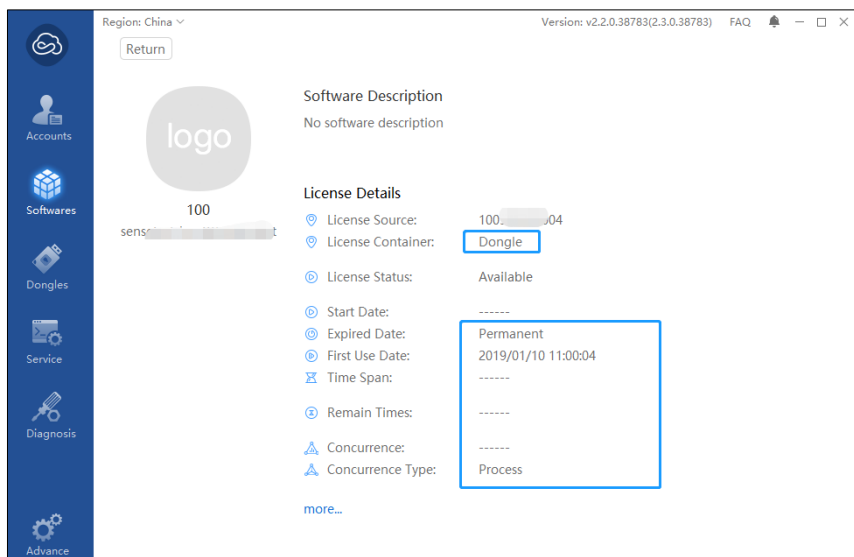 Region: China
Version: v2.2.0.38783(2.3.0.38783) FAQ
Return
Accounts
Softwares
Dongles
Service
Diagnosis
Advance
logo
100
Software Description
No software description
License Details
License Source:
License Container: Dongle
License Status: Available
Start Date: ------
Expired Date: Permanent
First Use Date: 2019/01/10 11:00:04
Time Span: ------
Remain Times: ------
Concurrence: ------
Concurrence Type: Process
more...